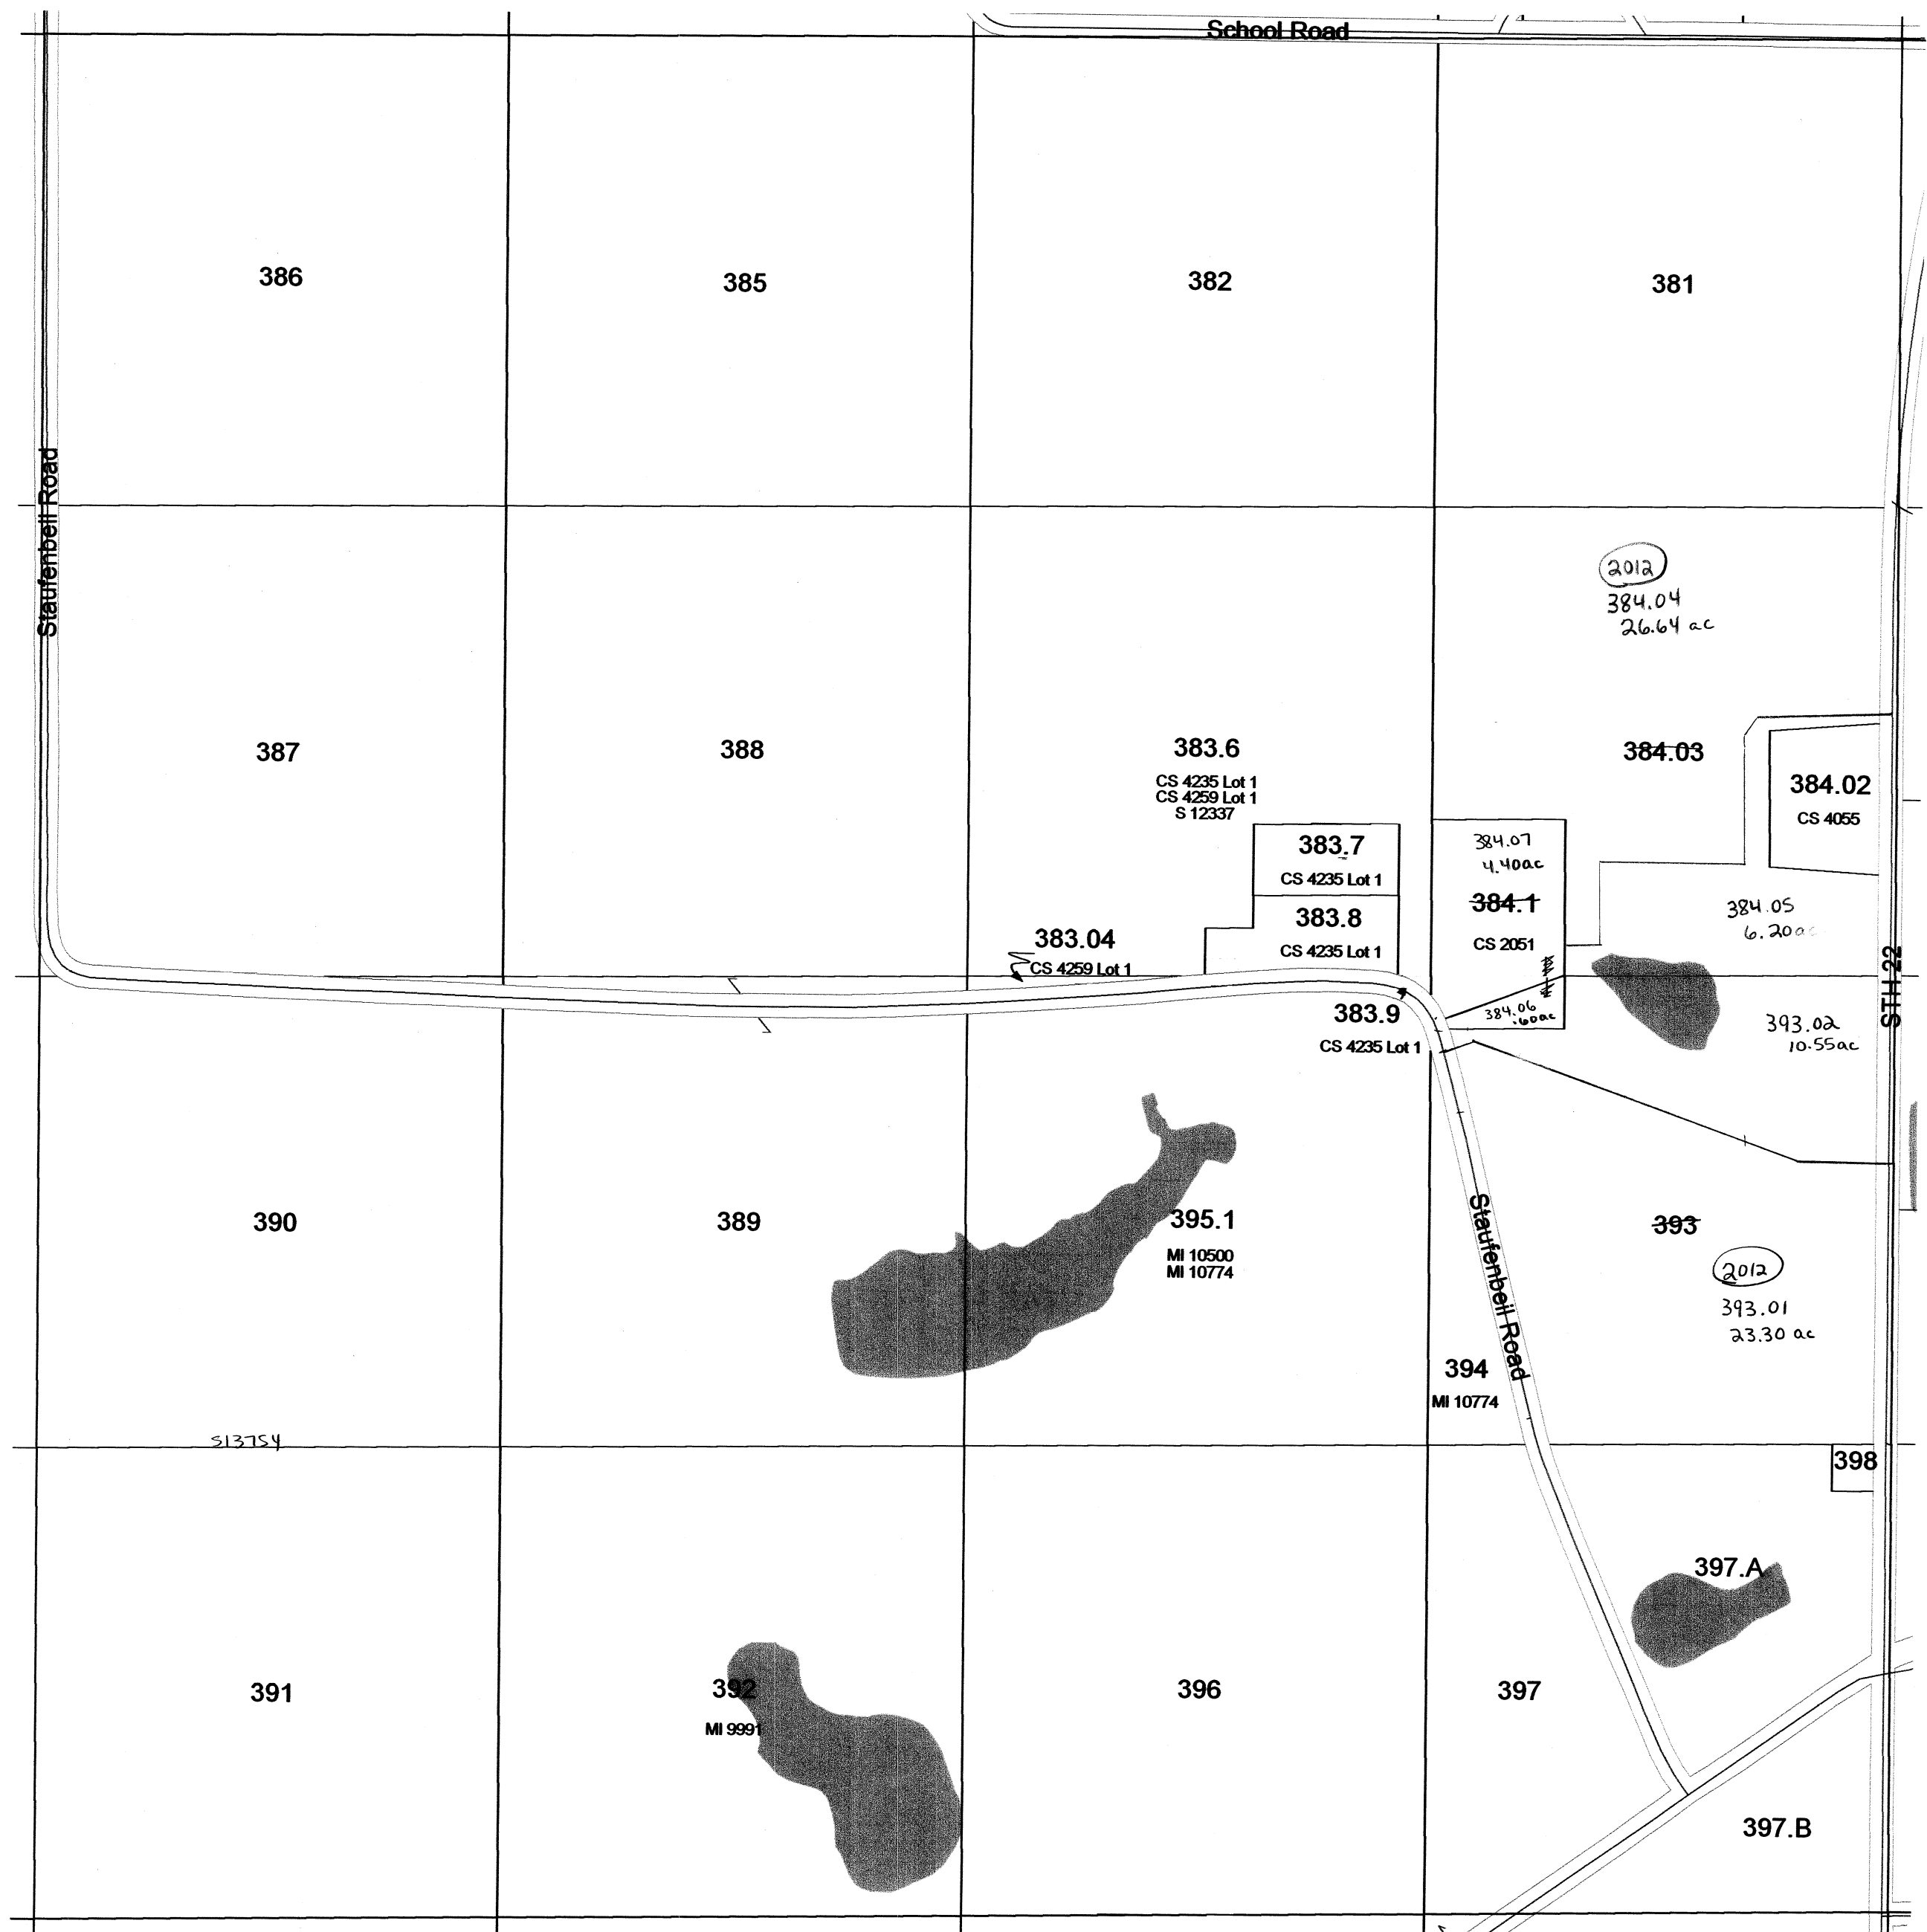 School Road
386
385
382
381
Staufenbeil Road
2012
384.04
26.64 ac
387
388
383.6
CS 4235 Lot 1
CS 4259 Lot 1
S 12337
384.03
384.02
CS 4055
383.7
CS 4235 Lot 1
384.07
4.40ac
384.1
CS 2051
383.8
CS 4235 Lot 1
384.05
6.20ac
383.04
CS 4259 Lot 1
STH 22
383.9
CS 4235 Lot 1
384.06
.60ac
393.02
10.55ac
390
389
395.1
MI 10500
MI 10774
Staufenbeil Road
393
2012
393.01
23.30 ac
394
MI 10774
S13754
398
397.A
391
392
MI 9991
396
397
397.B